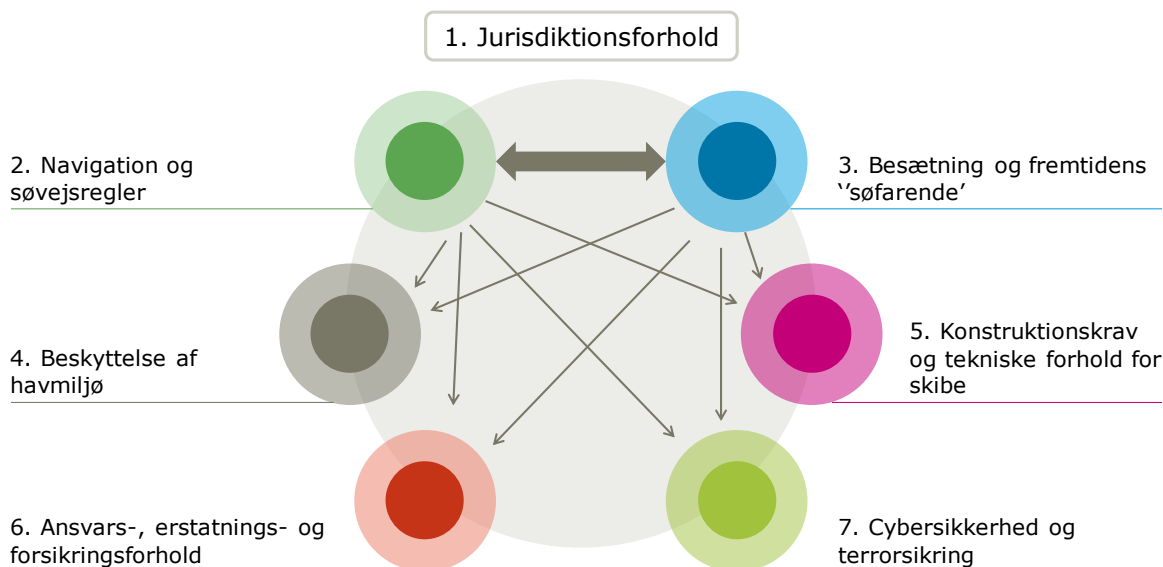 1. Jurisdiktionsforhold
2. Navigation og
søvejsregler
3. Besætning og fremtidens
‘’søfarende’
4. Beskyttelse af
havmiljø
5. Konstruktionskrav
og tekniske forhold for
skibe
6. Ansvars-, erstatnings- og
forsikringsforhold
7. Cybersikkerhed og
terrorsikring